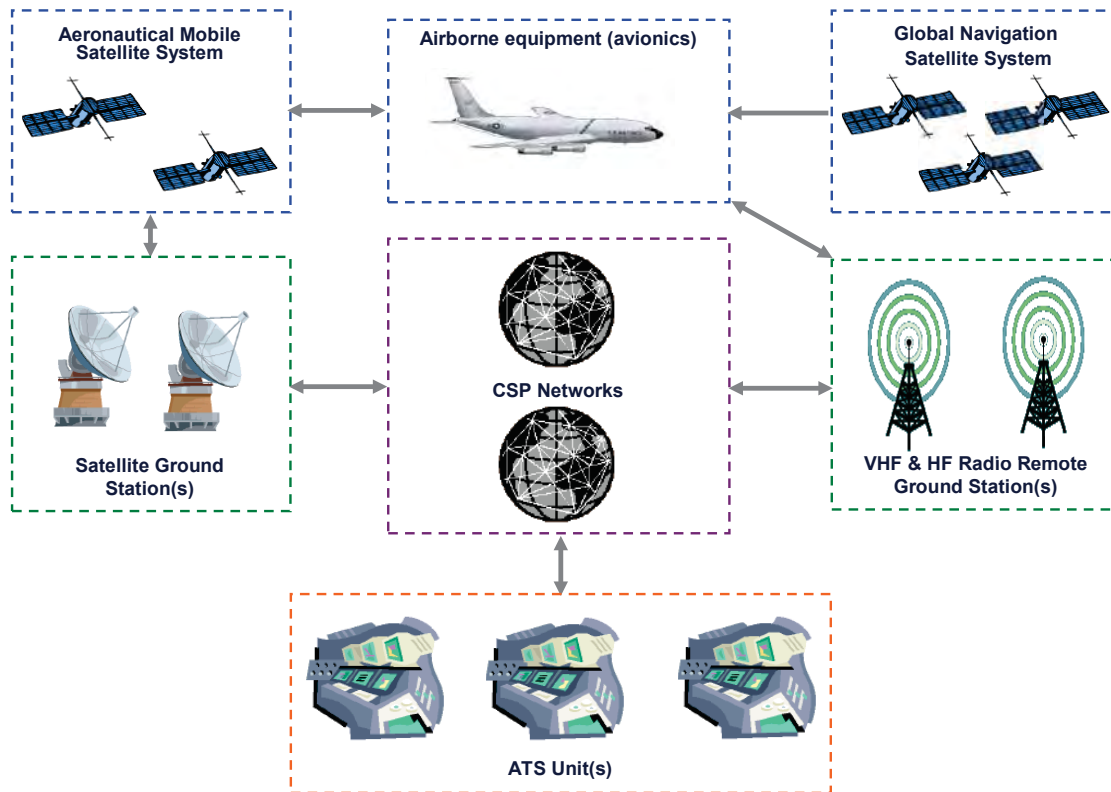 Aeronautical Mobile
Satellite System
Airborne equipment (avionics)
Global Navigation
Satellite System
CSP Networks
Satellite Ground
Station(s)
VHF & HF Radio Remote
Ground Station(s)
ATS Unit(s)